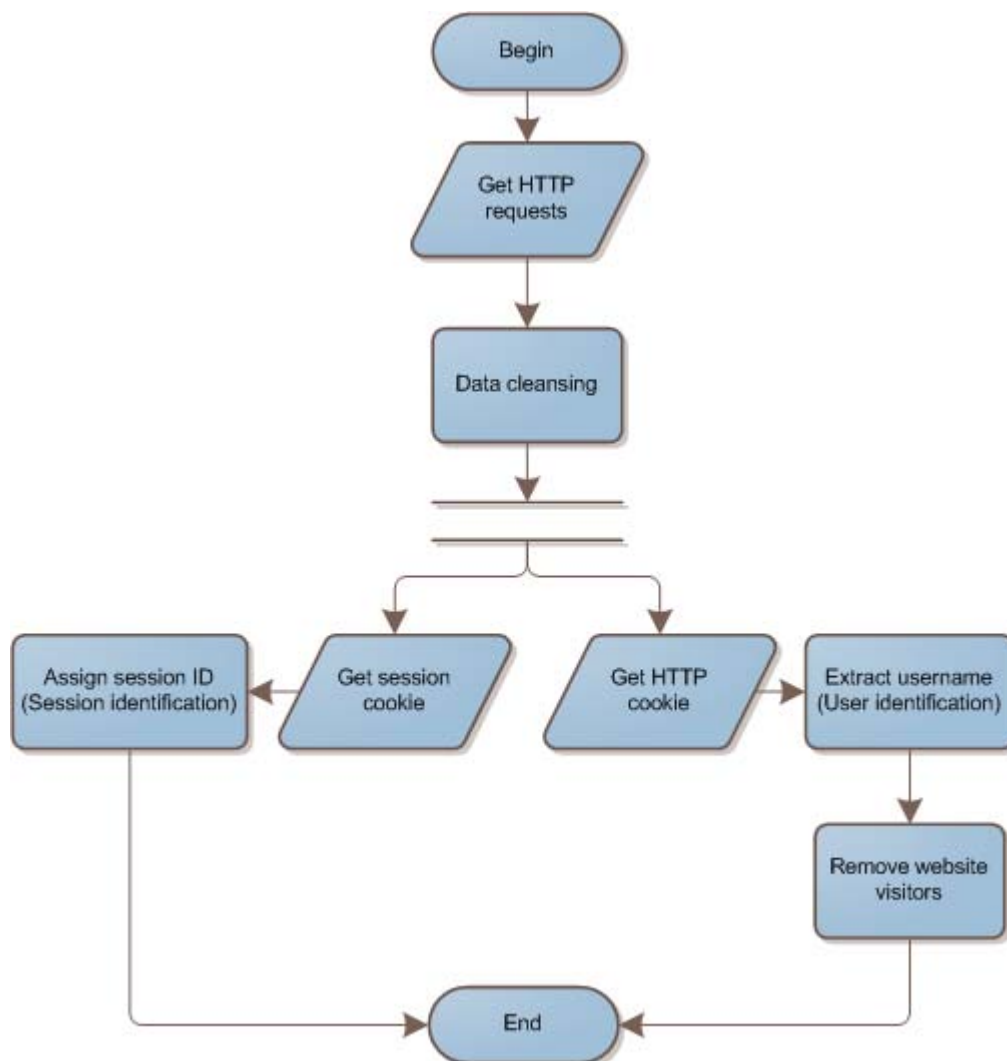 Begin
Get HTTP
requests
Data cleansing
Assign session ID
(Session identification)
Get session
cookie
Get HTTP
cookie
Extract username
(User identification)
Remove website
visitors
End